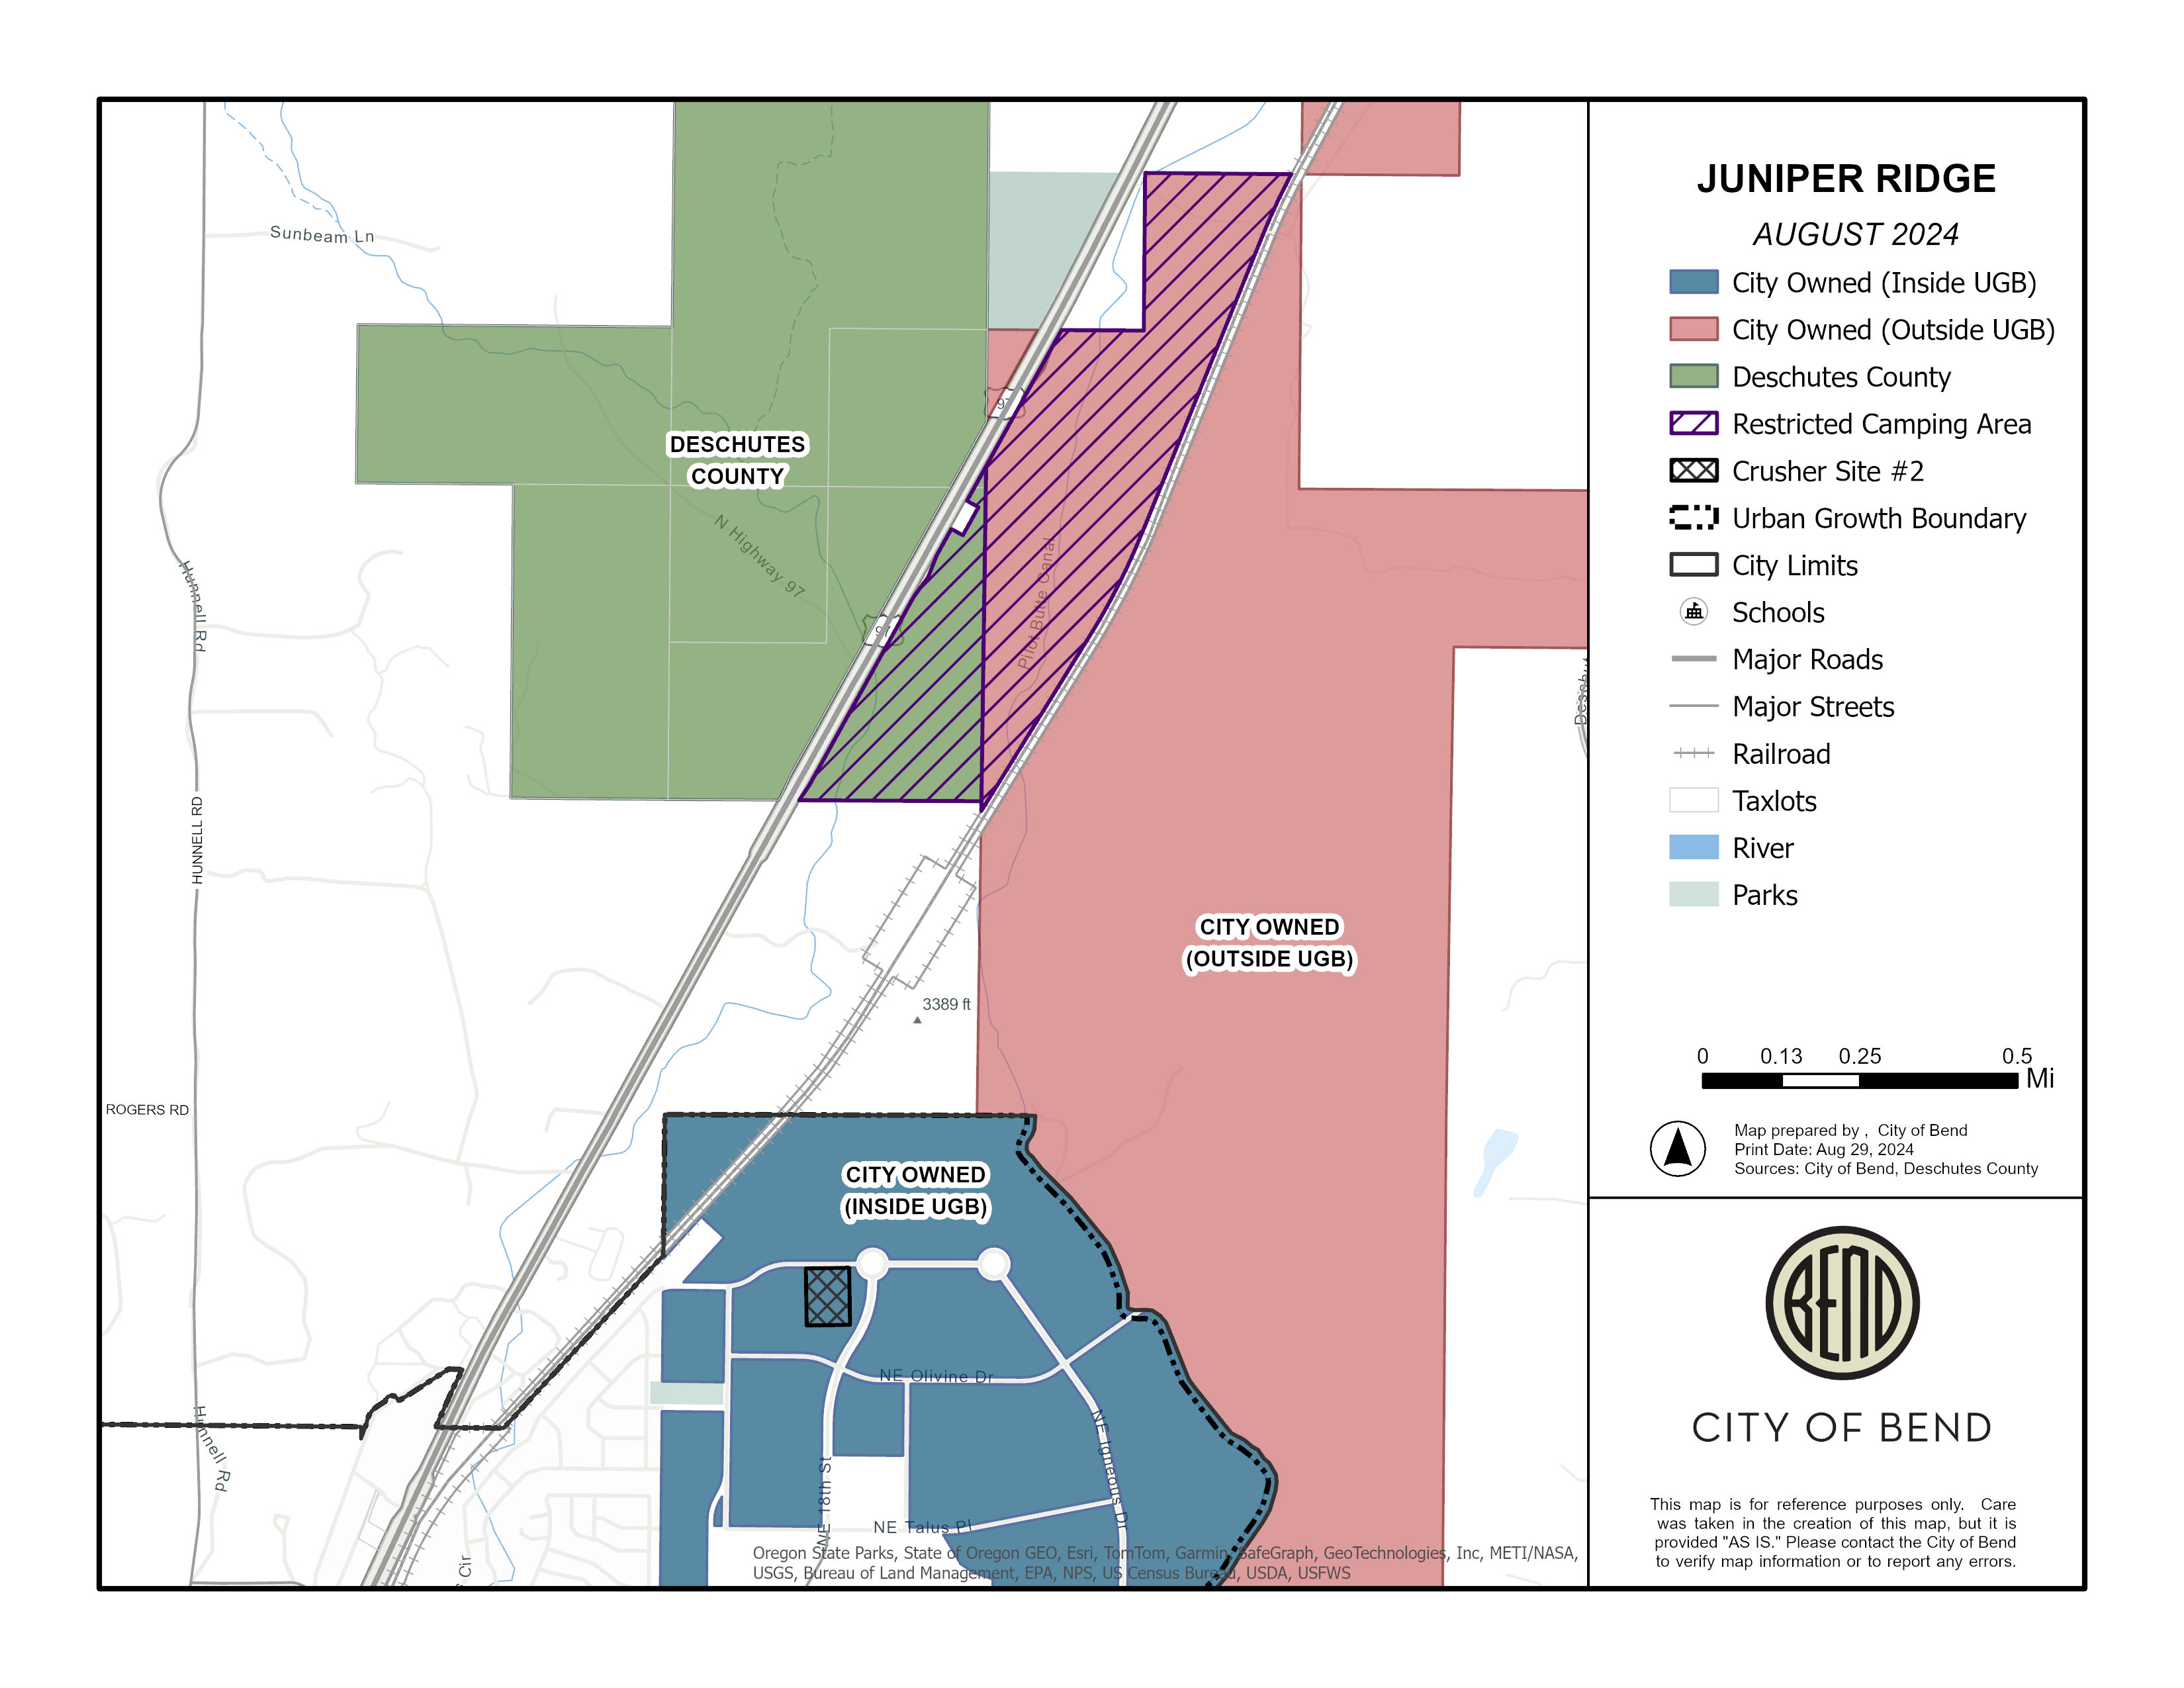 Sunbeam Ln
97
DESCHUTES
COUNTY
N Highway 97
97
Pilot Butte Canal
Hunnell Rd
HUNNELL RD
CITY OWNED
(OUTSIDE UGB)
3389 ft
ROGERS RD
CITY OWNED
(INSIDE UGB)
NE Olivine Dr
NE Igneous Dr
Hunnell Rd
NE 18th St
NE Talus Pl
Cir
Oregon State Parks, State of Oregon GEO, Esri, TomTom, Garmin, SafeGraph, GeoTechnologies, Inc, METI/NASA,
USGS, Bureau of Land Management, EPA, NPS, US Census Bureau, USDA, USFWS
JUNIPER RIDGE
AUGUST 2024
City Owned (Inside UGB)
City Owned (Outside UGB)
Deschutes County
Restricted Camping Area
Crusher Site #2
Urban Growth Boundary
City Limits
Schools
Major Roads
Major Streets
Railroad
Taxlots
River
Parks
0 0.13 0.25 0.5
Mi
Map prepared by , City of Bend
Print Date: Aug 29, 2024
Sources: City of Bend, Deschutes County
BEND
CITY OF BEND
This map is for reference purposes only. Care
was taken in the creation of this map, but it is
provided "AS IS." Please contact the City of Bend
to verify map information or to report any errors.